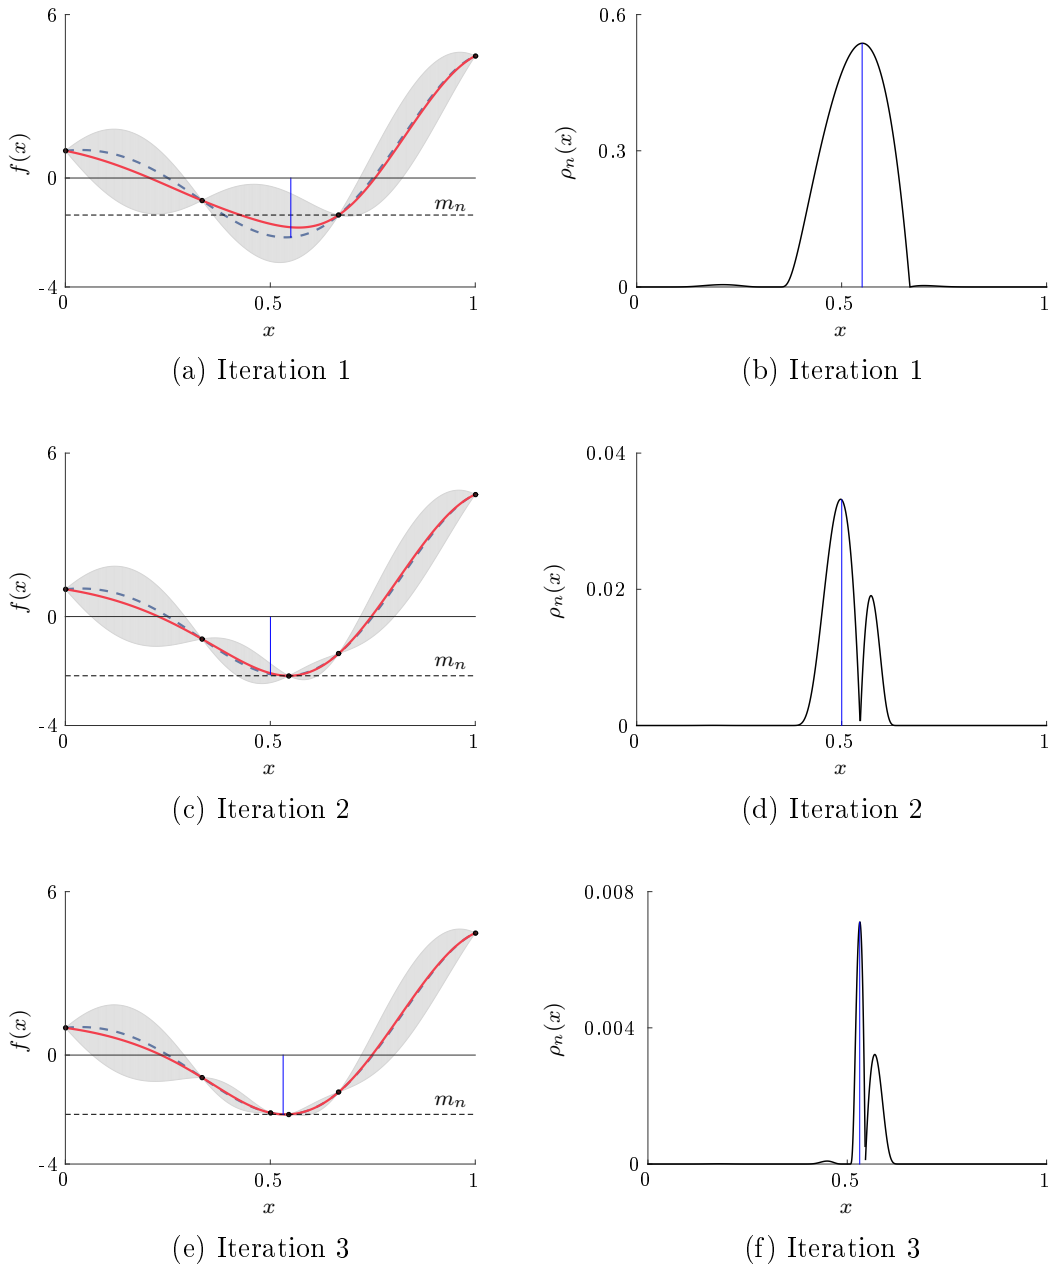 6
f(x)
0
m_n
-4
0 0.5 1
x
(a) Iteration 1
0.6
ρ_n(x)
0.3
0
0 0.5 1
x
(b) Iteration 1
6
f(x)
0
m_n
-4
0 0.5 1
x
(c) Iteration 2
0.04
ρ_n(x)
0.02
0
0 0.5 1
x
(d) Iteration 2
6
f(x)
0
m_n
-4
0 0.5 1
x
(e) Iteration 3
0.008
ρ_n(x)
0.004
0
0 0.5 1
x
(f) Iteration 3